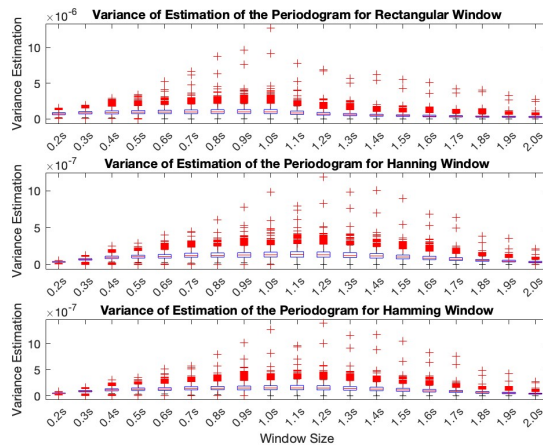 Variance of Estimation of the Periodogram for Rectangular Window
×10⁻⁶
Variance Estimation
10
5
0
0.2s 0.3s 0.4s 0.5s 0.6s 0.7s 0.8s 0.9s 1.0s 1.1s 1.2s 1.3s 1.4s 1.5s 1.6s 1.7s 1.8s 1.9s 2.0s
Variance of Estimation of the Periodogram for Hanning Window
×10⁻⁷
Variance Estimation
10
5
0
0.2s 0.3s 0.4s 0.5s 0.6s 0.7s 0.8s 0.9s 1.0s 1.1s 1.2s 1.3s 1.4s 1.5s 1.6s 1.7s 1.8s 1.9s 2.0s
Variance of Estimation of the Periodogram for Hamming Window
×10⁻⁷
Variance Estimation
10
5
0
0.2s 0.3s 0.4s 0.5s 0.6s 0.7s 0.8s 0.9s 1.0s 1.1s 1.2s 1.3s 1.4s 1.5s 1.6s 1.7s 1.8s 1.9s 2.0s
Window Size